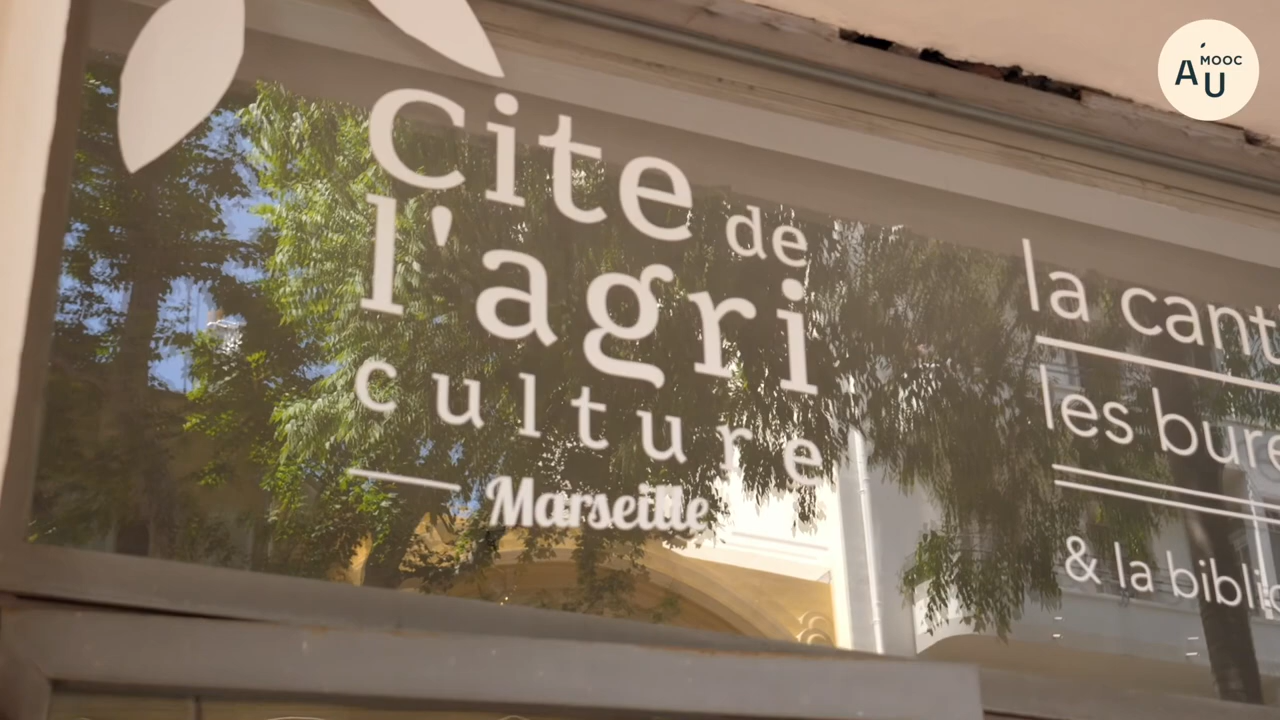 Cite de
l'agri
culture
Marseille
la cant
les bure
& la bibli
MOOC
AU